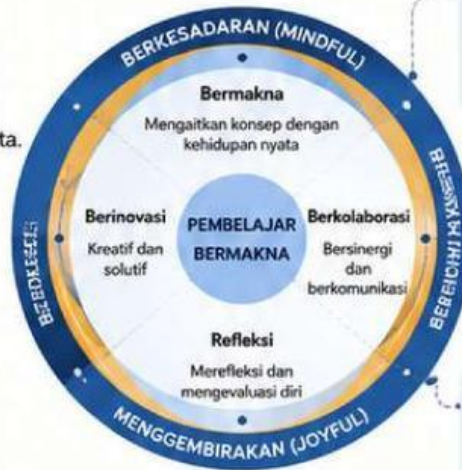 BERKESADARAN (MINDFUL)
ta.
Bermakna
Mengaitkan konsep dengan
kehidupan nyata
Berinovasi
Kreatif dan
solutif
PEMBELAJAR
BERMAKNA
Berkolaborasi
Bersinergi
dan
berkomunikasi
Refleksi
Merefleksi dan
mengevaluasi diri
MENGGEMBIRAKAN (JOYFUL)